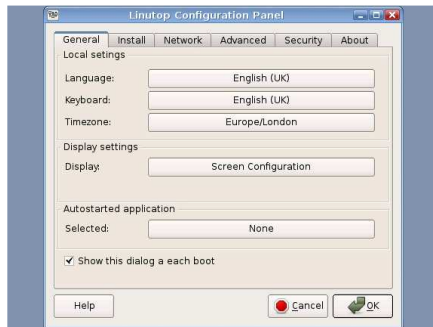 Linutop Configuration Panel
General Install Network Advanced Security About
Local setings
Language: English (UK)
Keyboard: English (UK)
Timezone: Europe/London
Display settings
Display: Screen Configuration
Autostarted application
Selected: None
Show this dialog a each boot
Help Cancel OK